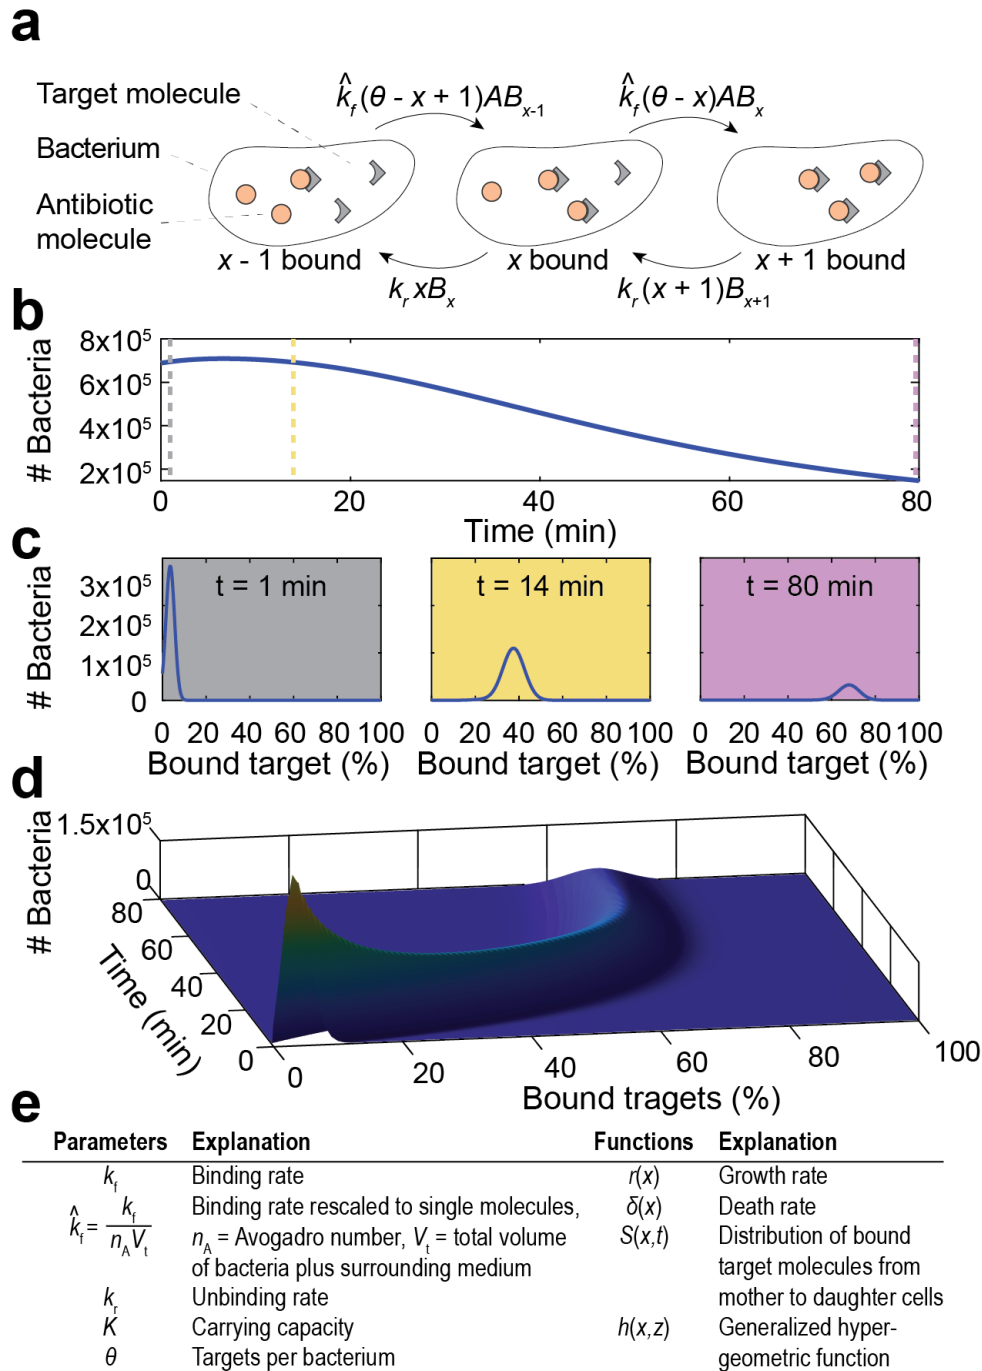 a
Target molecule
Bacterium
Antibiotic
molecule
k̂f(θ - x + 1)ABx-1
k̂f(θ - x)ABx
x - 1 bound
x bound
x + 1 bound
kr xBx
kr(x + 1)Bx+1
b
# Bacteria
8x10⁵
6x10⁵
4x10⁵
2x10⁵
0 20 40 60 80
Time (min)
c
# Bacteria
3x10⁵
2x10⁵
1x10⁵
0
t = 1 min
t = 14 min
t = 80 min
0 20 40 60 80 100
0 20 40 60 80 100
0 20 40 60 80 100
Bound target (%)
Bound target (%)
Bound target (%)
d
# Bacteria
1.5x10⁵
0
80
60
40
20
0
Time (min)
0 20 40 60 80 100
Bound tragets (%)
e
Parameters Explanation Functions Explanation
kf Binding rate r(x) Growth rate
k̂f = kf / nAVt Binding rate rescaled to single molecules, δ(x) Death rate
nA = Avogadro number, Vt = total volume S(x,t) Distribution of bound
of bacteria plus surrounding medium target molecules from
kr Unbinding rate mother to daughter cells
K Carrying capacity h(x,z) Generalized hyper-
θ Targets per bacterium geometric function